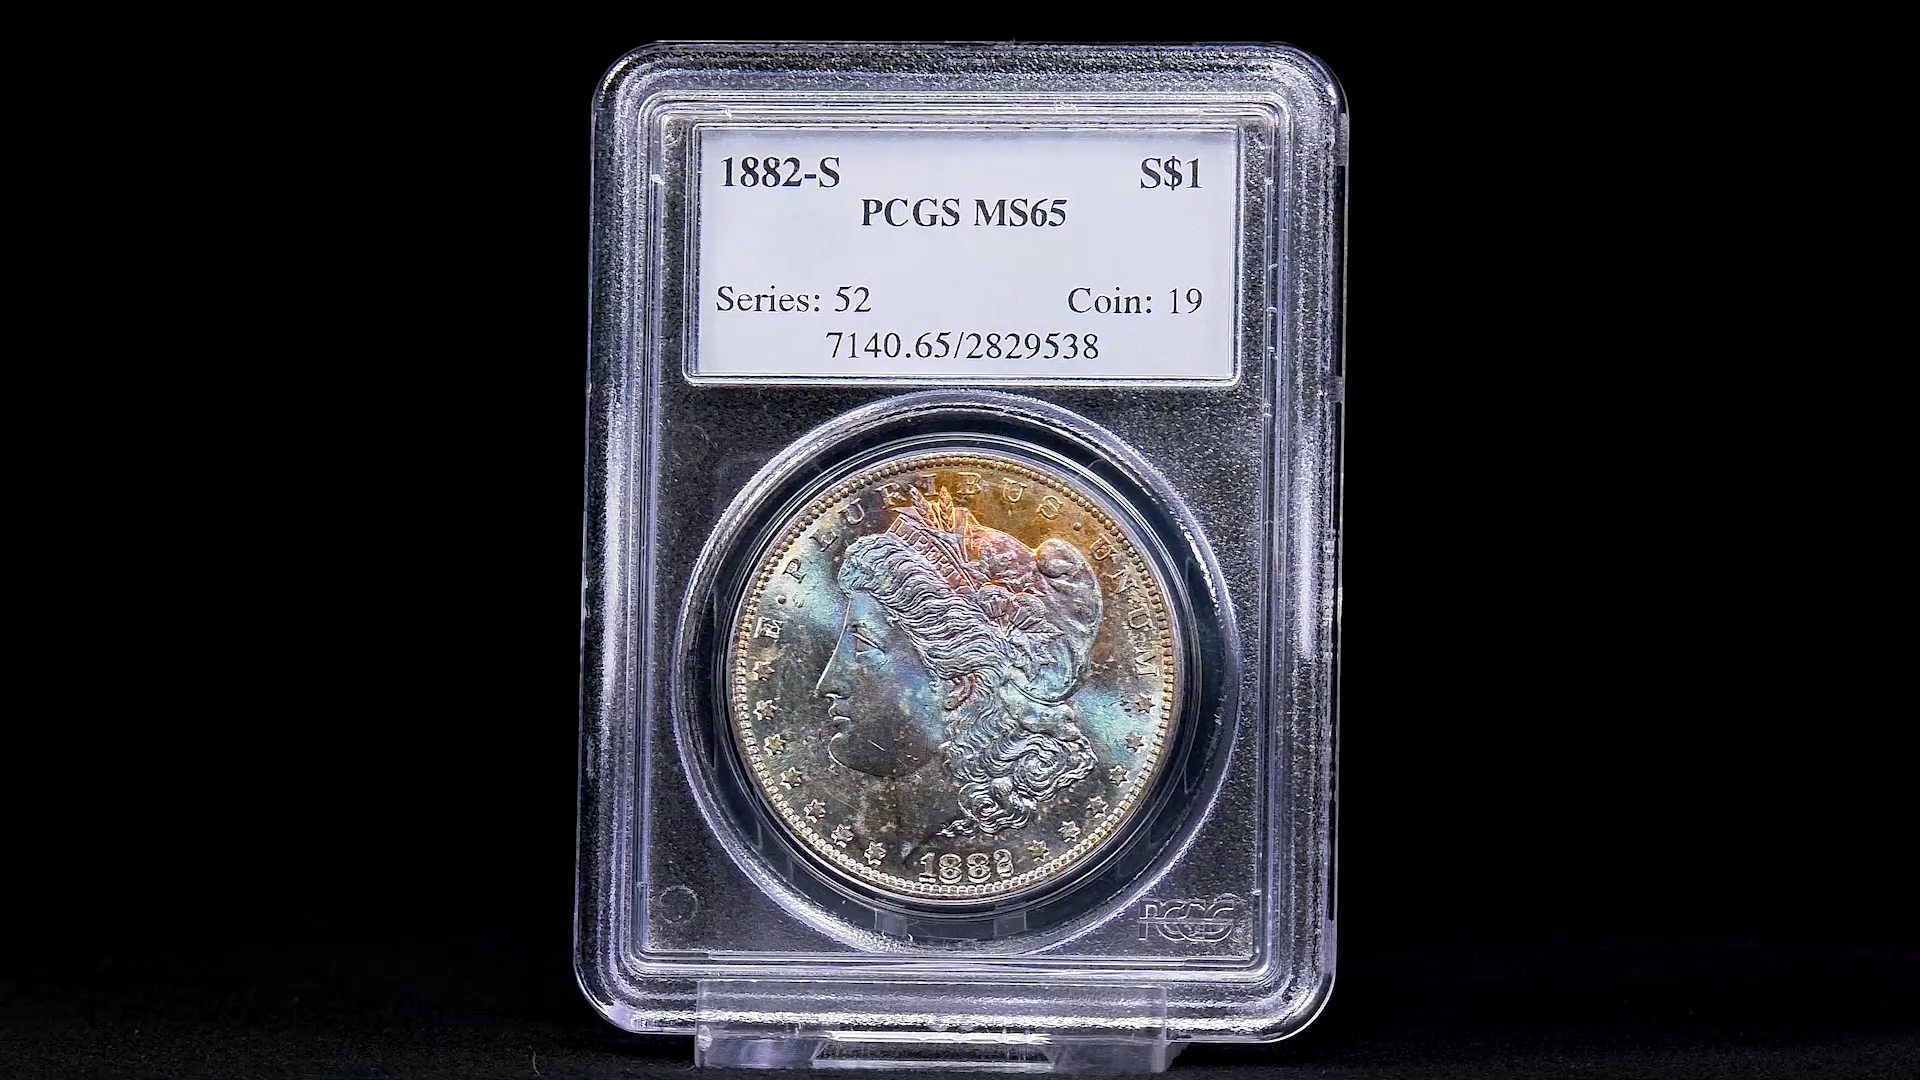 1882-S S$1
PCGS MS65
Series: 52 Coin: 19
7140.65/2829538
E·PLURIBUS·UNUM
LIBERTY
1882
PCGS